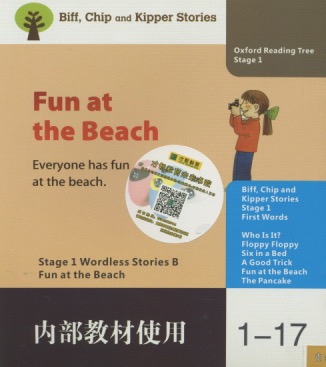 Biff, Chip and Kipper Stories
Oxford Reading Tree
Stage 1
Fun at
the Beach
Everyone has fun
at the beach.
Biff, Chip and
Kipper Stories
Stage 1
First Words
Who Is It?
Floppy Floppy
Six in a Bed
A Good Trick
Fun at the Beach
The Pancake
Stage 1 Wordless Stories B
Fun at the Beach
内部教材使用
1-17